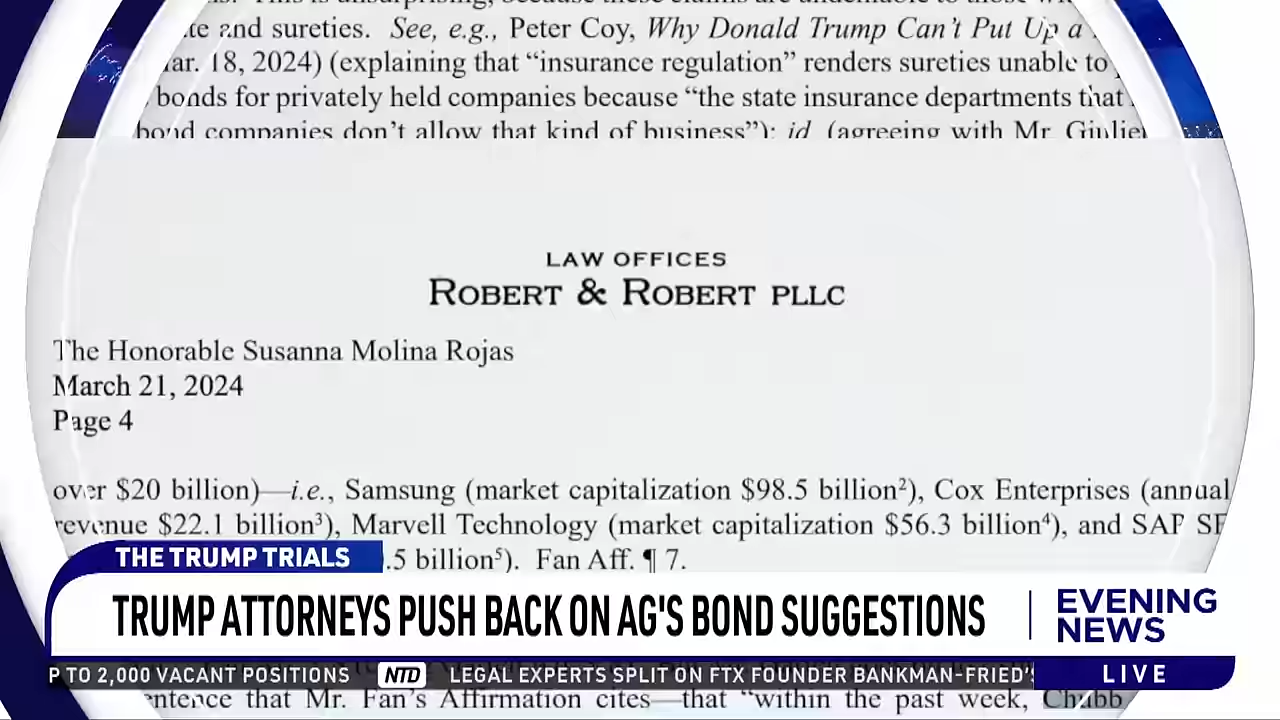 te and sureties. See, e.g., Peter Coy, Why Donald Trump Can't Put Up a
ar. 18, 2024) (explaining that "insurance regulation" renders sureties unable to
bonds for privately held companies because "the state insurance departments that
bond companies don't allow that kind of business"); id. (agreeing with Mr.
LAW OFFICES
ROBERT & ROBERT PLLC
The Honorable Susanna Molina Rojas
March 21, 2024
Page 4
over $20 billion)—i.e., Samsung (market capitalization $98.5 billion²), Cox Enterprises (annual
revenue $22.1 billion³), Marvell Technology (market capitalization $56.3 billion⁴), and SAP SE
.5 billion⁵). Fan Aff. ¶ 7.
THE TRUMP TRIALS
TRUMP ATTORNEYS PUSH BACK ON AG'S BOND SUGGESTIONS
EVENING
NEWS
P TO 2,000 VACANT POSITIONS NTD LEGAL EXPERTS SPLIT ON FTX FOUNDER BANKMAN-FRIED'S
LIVE
entence that Mr. Fan's Affirmation cites—that "within the past week, Chubb